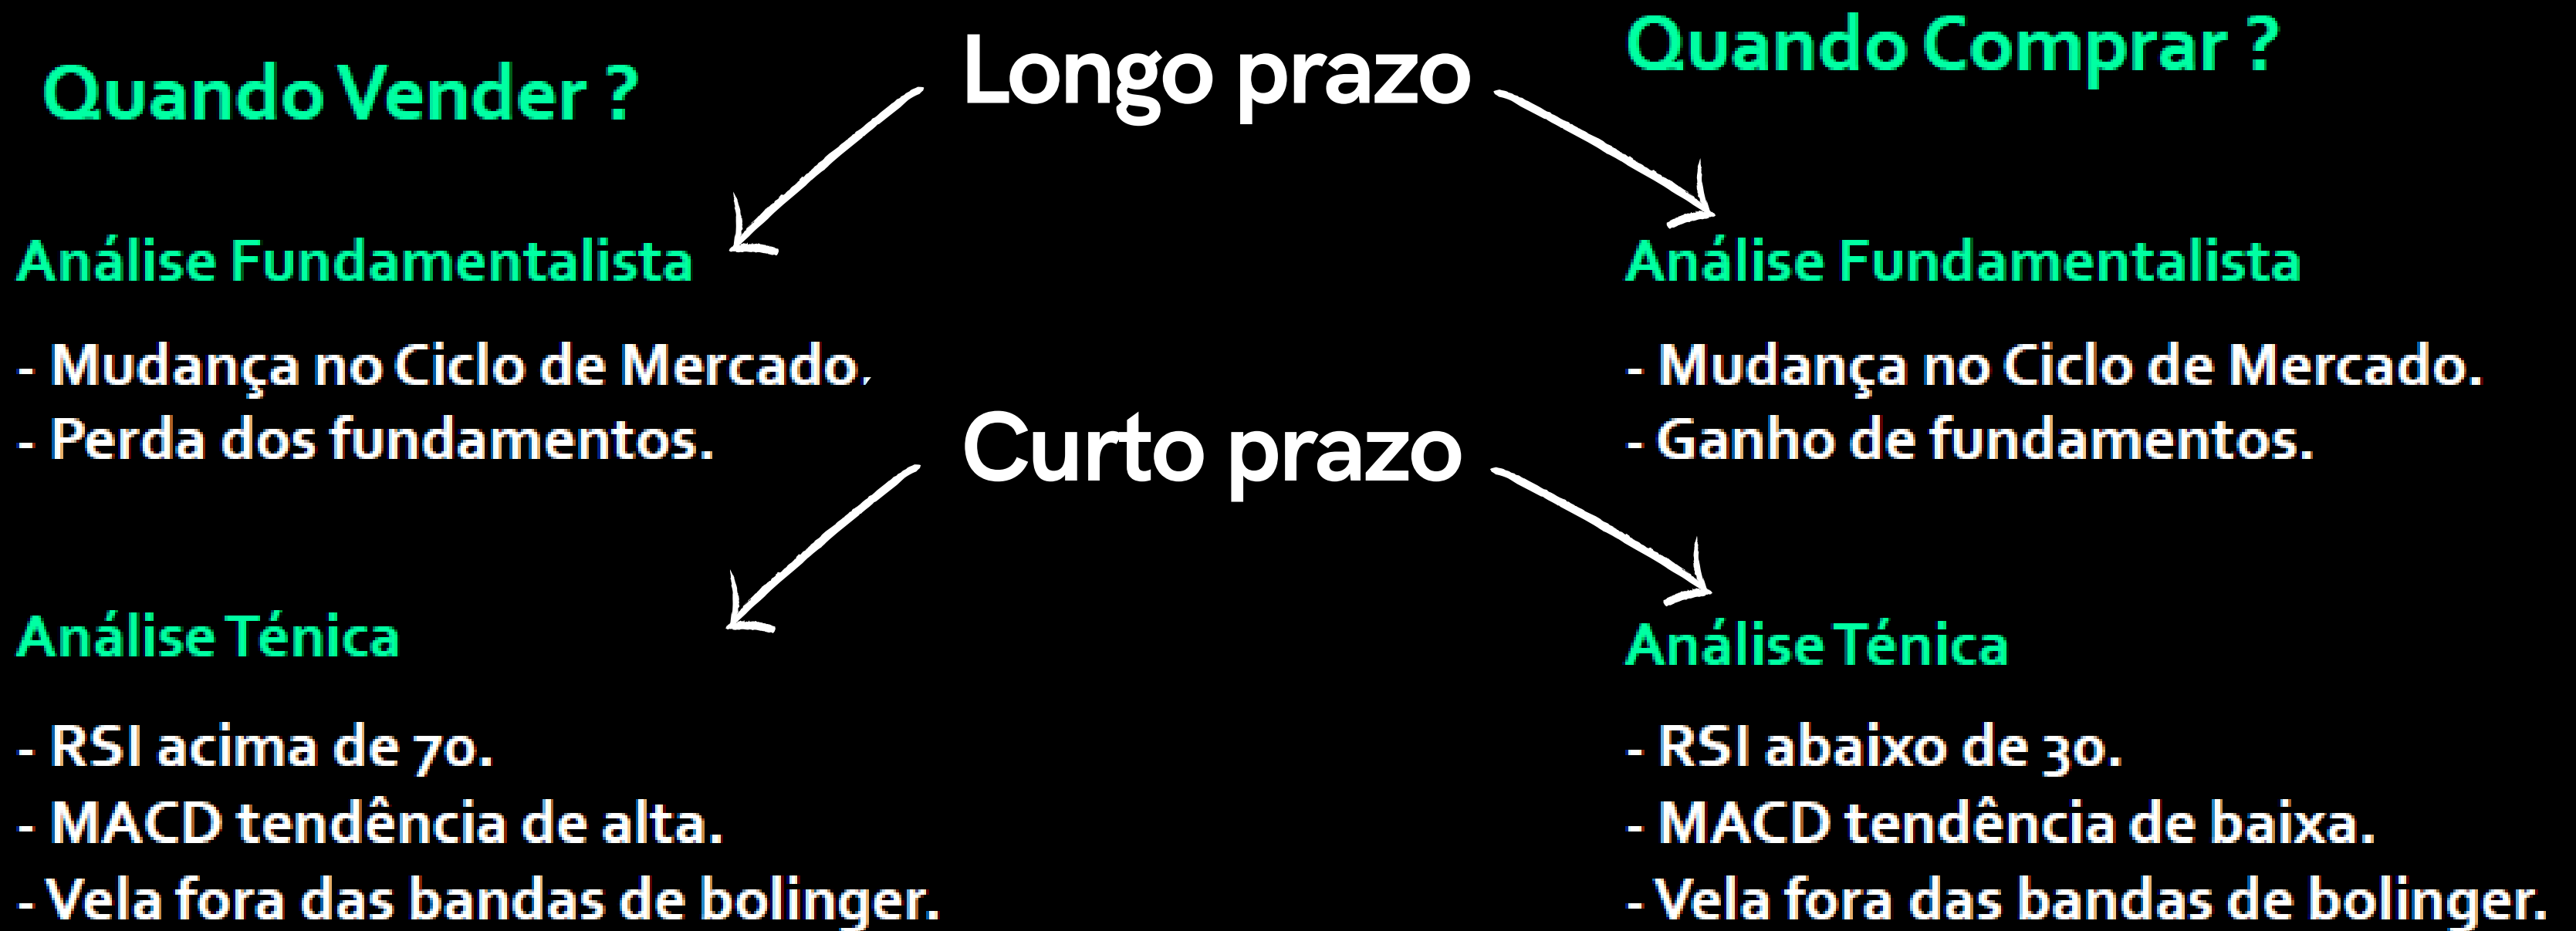 Quando Vender ?
Longo prazo
Quando Comprar ?
Análise Fundamentalista
- Mudança no Ciclo de Mercado.
- Perda dos fundamentos.
Análise Fundamentalista
- Mudança no Ciclo de Mercado.
- Ganho de fundamentos.
Curto prazo
Análise Ténica
- RSI acima de 70.
- MACD tendência de alta.
- Vela fora das bandas de bolinger.
Análise Ténica
- RSI abaixo de 30.
- MACD tendência de baixa.
- Vela fora das bandas de bolinger.